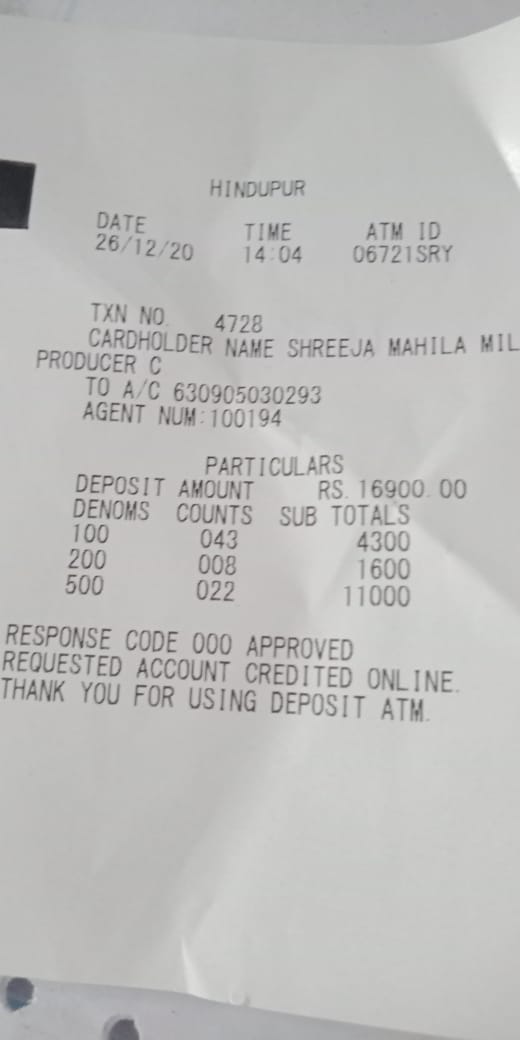 HINDUPUR
DATE TIME ATM ID
26/12/20 14:04 06721SRY
TXN NO. 4728
CARDHOLDER NAME SHREEJA MAHILA MIL
PRODUCER C
TO A/C 630905030293
AGENT NUM:100194
PARTICULARS
DEPOSIT AMOUNT RS. 16900.00
DENOMS COUNTS SUB TOTALS
100 043 4300
200 008 1600
500 022 11000
RESPONSE CODE 000 APPROVED
REQUESTED ACCOUNT CREDITED ONLINE.
THANK YOU FOR USING DEPOSIT ATM.